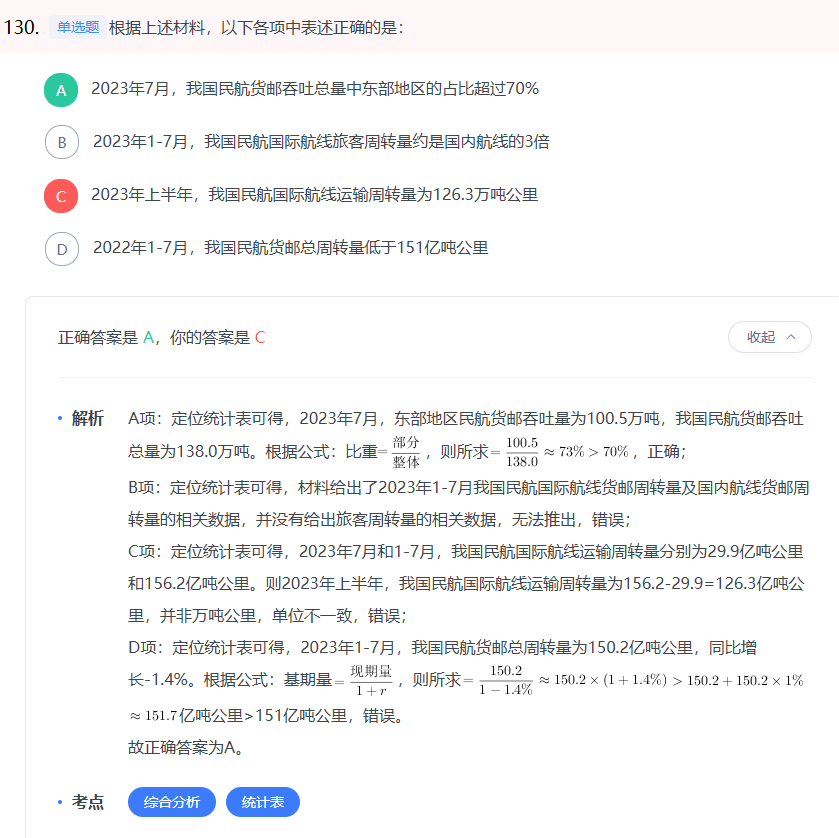 130. 单选题 根据上述材料，以下各项中表述正确的是：
A 2023年7月，我国民航货邮吞吐总量中东部地区的占比超过70%
B 2023年1-7月，我国民航国际航线旅客周转量约是国内航线的3倍
C 2023年上半年，我国民航国际航线运输周转量为126.3万吨公里
D 2022年1-7月，我国民航货邮总周转量低于151亿吨公里
正确答案是 A，你的答案是 C 收起
解析 A项：定位统计表可得，2023年7月，东部地区民航货邮吞吐量为100.5万吨，我国民航货邮吞吐
总量为138.0万吨。根据公式：比重=部分/整体，则所求=100.5/138.0≈73%>70%，正确；
B项：定位统计表可得，材料给出了2023年1-7月我国民航国际航线货邮周转量及国内航线货邮周
转量的相关数据，并没有给出旅客周转量的相关数据，无法推出，错误；
C项：定位统计表可得，2023年7月和1-7月，我国民航国际航线运输周转量分别为29.9亿吨公里
和156.2亿吨公里。则2023年上半年，我国民航国际航线运输周转量为156.2-29.9=126.3亿吨公
里，并非万吨公里，单位不一致，错误；
D项：定位统计表可得，2023年1-7月，我国民航货邮总周转量为150.2亿吨公里，同比增
长-1.4%。根据公式：基期量=现期量/(1+r)，则所求=150.2/(1-1.4%)≈150.2×(1+1.4%)>150.2+150.2×1%
≈151.7亿吨公里>151亿吨公里，错误。
故正确答案为A。
考点 综合分析 统计表